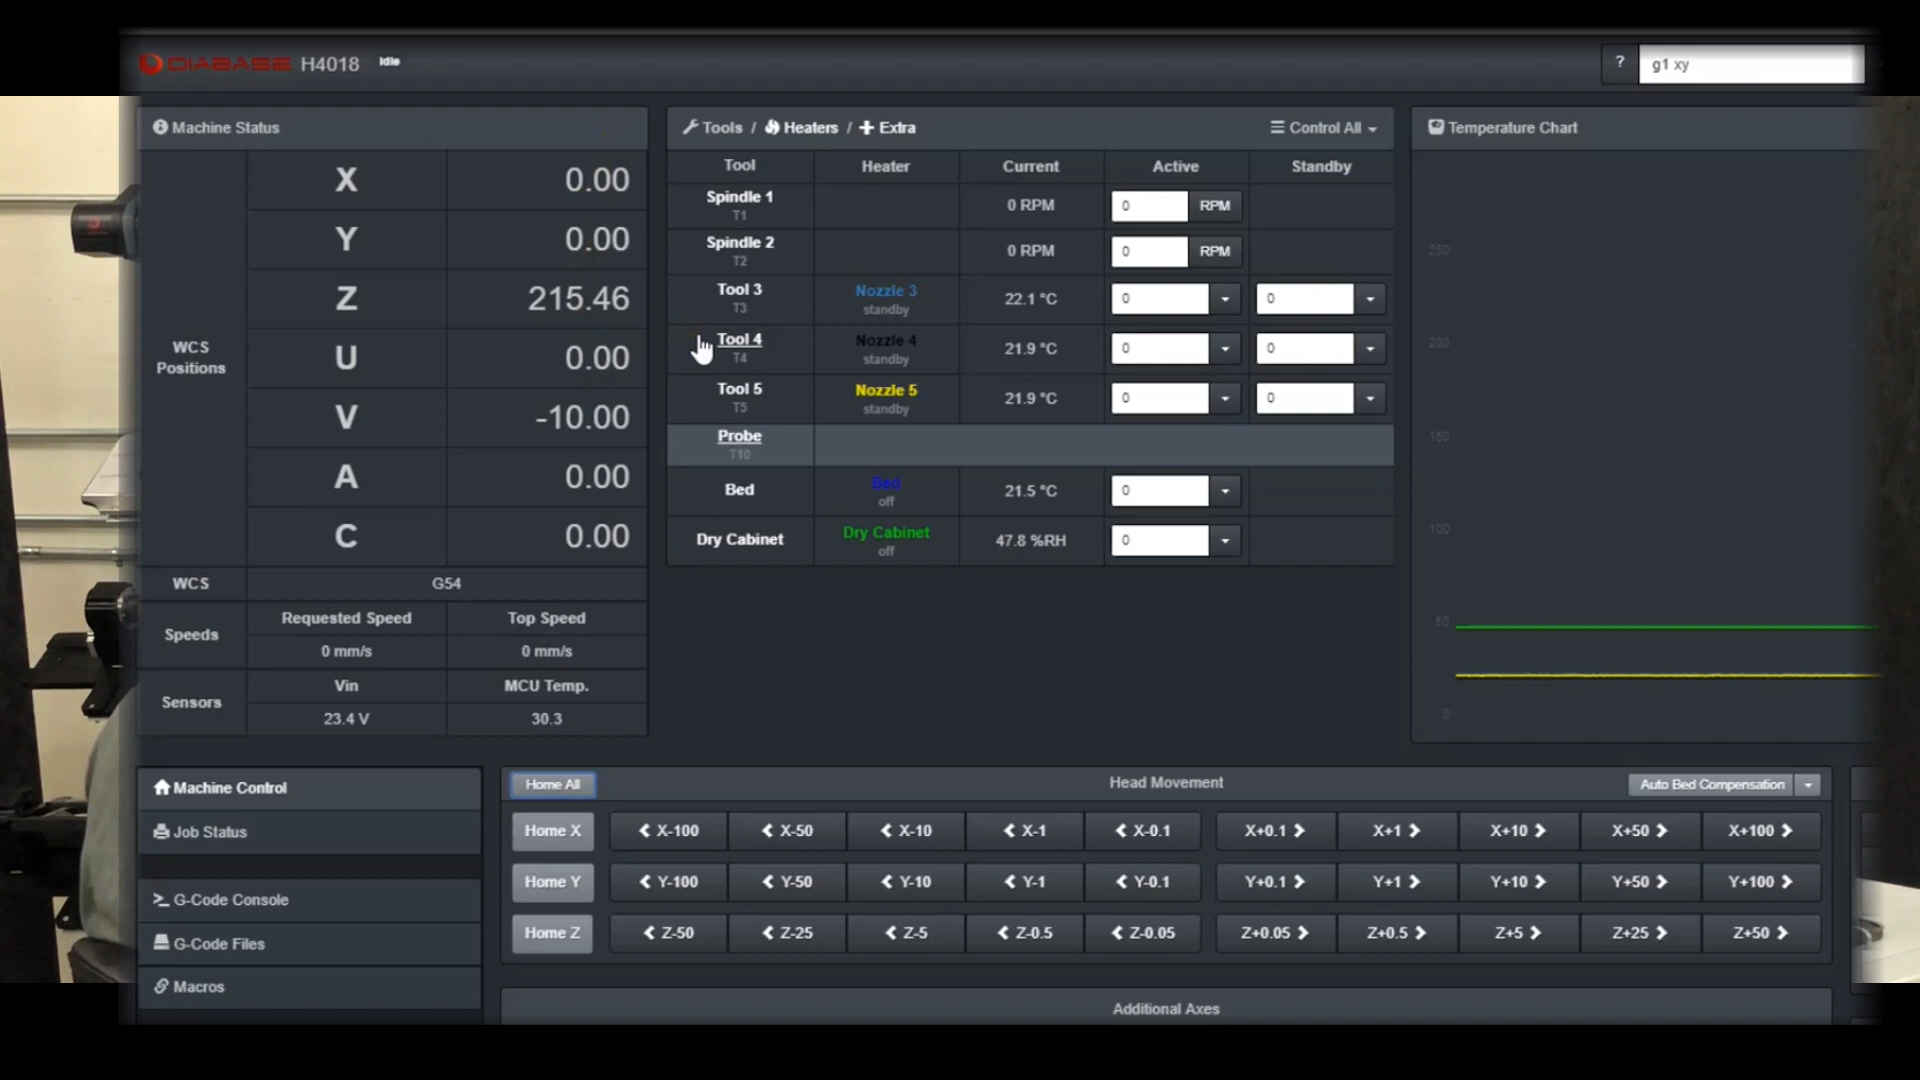 DIABASE H4018 Idle
? g1 xy
Machine Status
X 0.00
Y 0.00
Z 215.46
WCS Positions
U 0.00
V -10.00
A 0.00
C 0.00
WCS G54
Speeds
Requested Speed Top Speed
0 mm/s 0 mm/s
Sensors
Vin MCU Temp.
23.4 V 30.3
Tools / Heaters / Extra Control All
Tool Heater Current Active Standby
Spindle 1
T1
0 RPM 0 RPM
Spindle 2
T2
0 RPM 0 RPM
Tool 3 Nozzle 3
T3 standby
22.1 °C 0 0
Tool 4 Nozzle 4
T4 standby
21.9 °C 0 0
Tool 5 Nozzle 5
T5 standby
21.9 °C 0 0
Probe
T10
Bed Bed
off
21.5 °C 0
Dry Cabinet Dry Cabinet
off
47.8 %RH 0
Temperature Chart
250
200
150
100
50
0
Machine Control
Job Status
G-Code Console
G-Code Files
Macros
Home All Head Movement Auto Bed Compensation
Home X X-100 X-50 X-10 X-1 X-0.1 X+0.1 X+1 X+10 X+50 X+100
Home Y Y-100 Y-50 Y-10 Y-1 Y-0.1 Y+0.1 Y+1 Y+10 Y+50 Y+100
Home Z Z-50 Z-25 Z-5 Z-0.5 Z-0.05 Z+0.05 Z+0.5 Z+5 Z+25 Z+50
Additional Axes